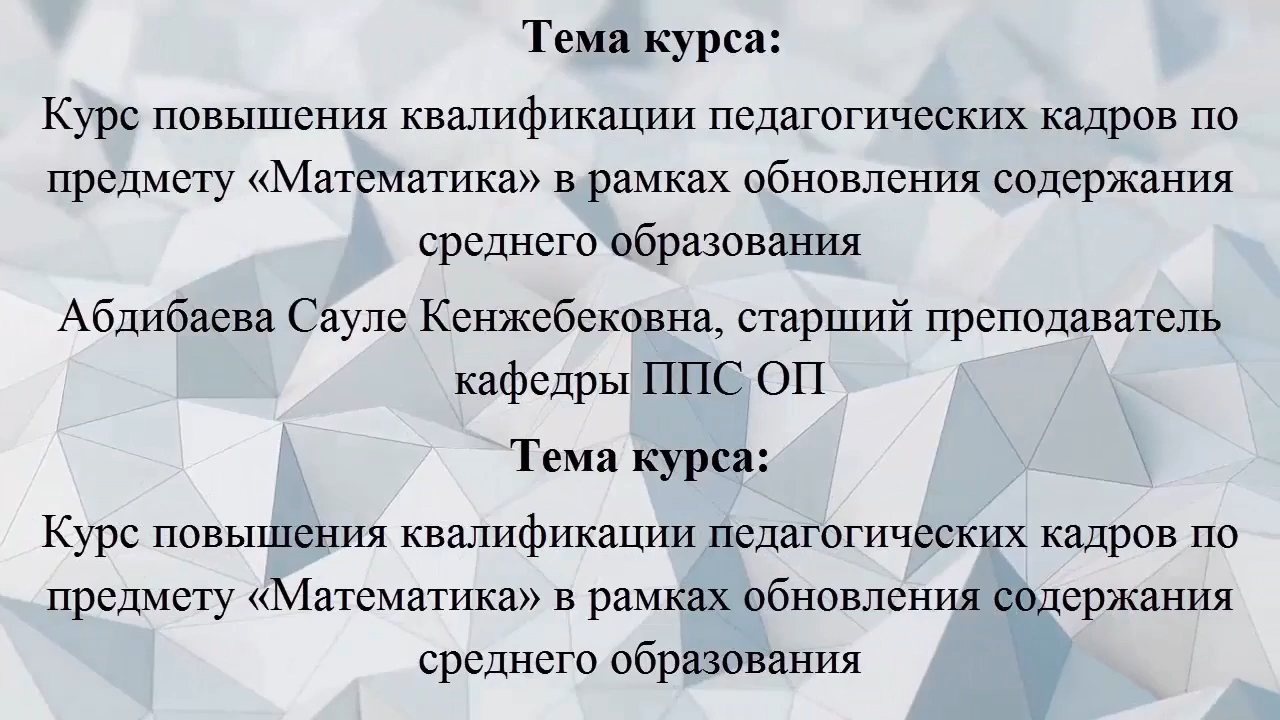 Тема курса:
Курс повышения квалификации педагогических кадров по
предмету «Математика» в рамках обновления содержания
среднего образования
Абдибаева Сауле Кенжебековна, старший преподаватель
кафедры ППС ОП
Тема курса:
Курс повышения квалификации педагогических кадров по
предмету «Математика» в рамках обновления содержания
среднего образования